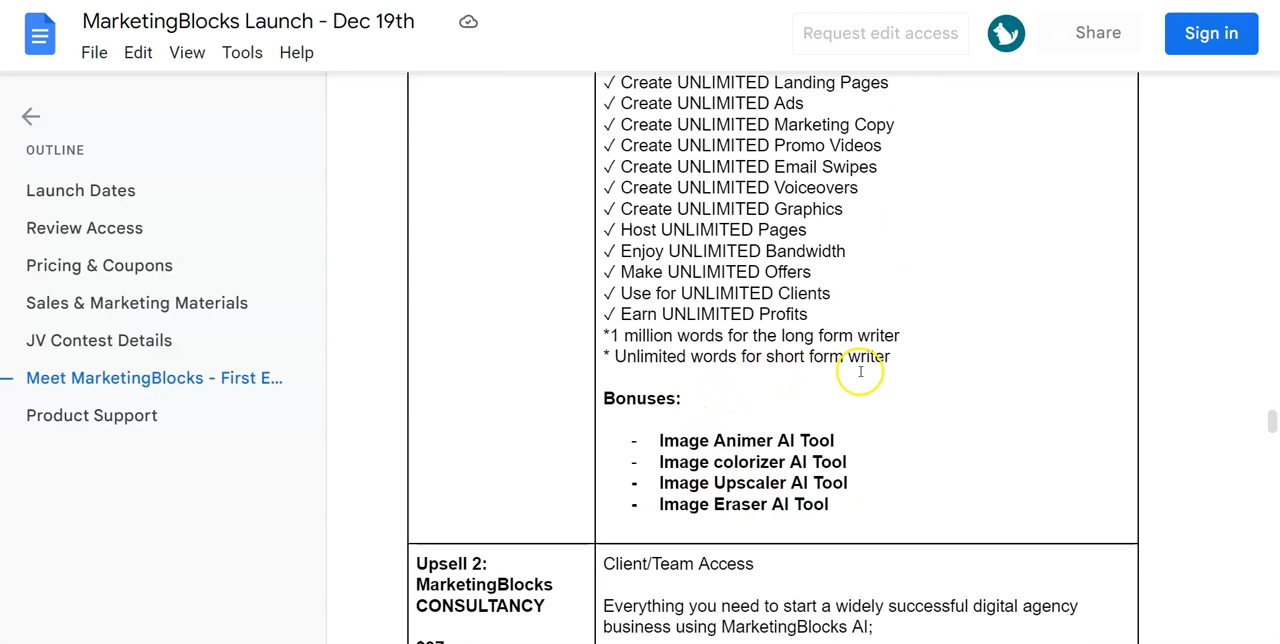 MarketingBlocks Launch - Dec 19th
File Edit View Tools Help
Request edit access
Share
Sign in
OUTLINE
Launch Dates
Review Access
Pricing & Coupons
Sales & Marketing Materials
JV Contest Details
Meet MarketingBlocks - First E...
Product Support
✓ Create UNLIMITED Landing Pages
✓ Create UNLIMITED Ads
✓ Create UNLIMITED Marketing Copy
✓ Create UNLIMITED Promo Videos
✓ Create UNLIMITED Email Swipes
✓ Create UNLIMITED Voiceovers
✓ Create UNLIMITED Graphics
✓ Host UNLIMITED Pages
✓ Enjoy UNLIMITED Bandwidth
✓ Make UNLIMITED Offers
✓ Use for UNLIMITED Clients
✓ Earn UNLIMITED Profits
*1 million words for the long form writer
* Unlimited words for short form writer
Bonuses:
- Image Animer AI Tool
- Image colorizer AI Tool
- Image Upscaler AI Tool
- Image Eraser AI Tool
Upsell 2:
MarketingBlocks
CONSULTANCY
Client/Team Access
Everything you need to start a widely successful digital agency
business using MarketingBlocks AI;